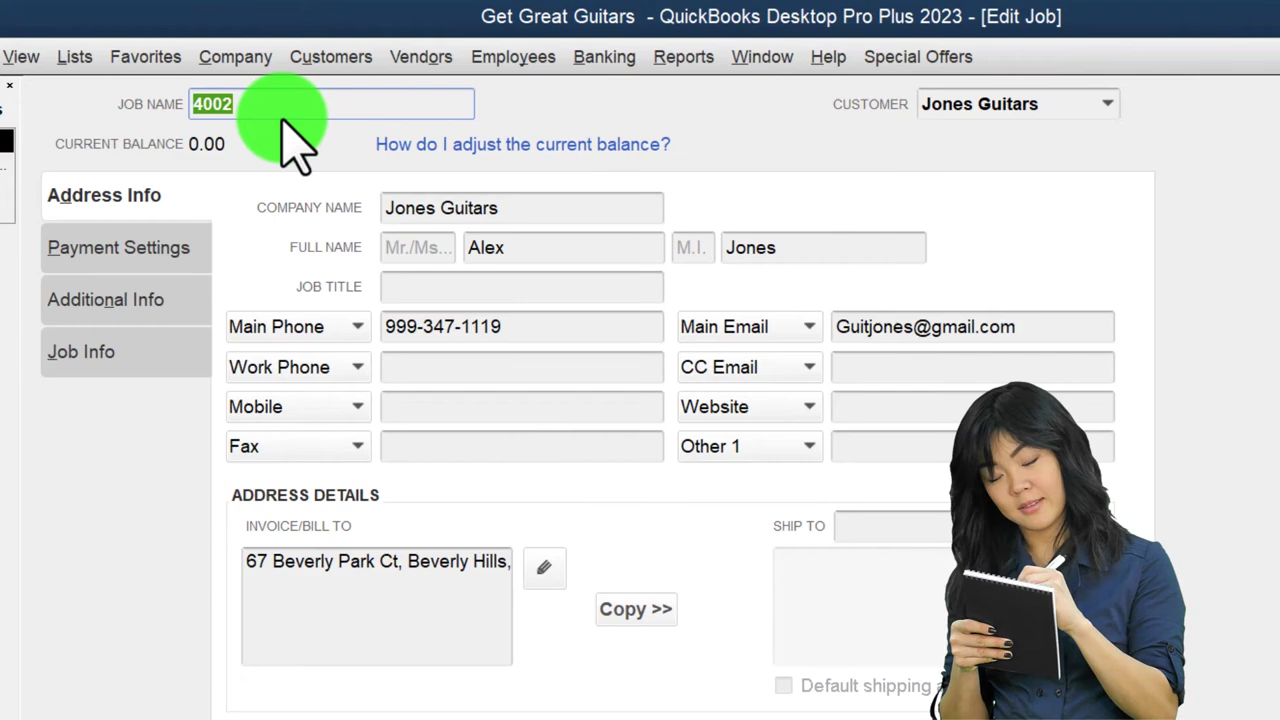 Get Great Guitars - QuickBooks Desktop Pro Plus 2023 - [Edit Job]
View Lists Favorites Company Customers Vendors Employees Banking Reports Window Help Special Offers
JOB NAME 4002 CUSTOMER Jones Guitars
CURRENT BALANCE 0.00 How do I adjust the current balance?
Address Info
COMPANY NAME Jones Guitars
Payment Settings FULL NAME Mr./Ms... Alex M.I. Jones
JOB TITLE
Additional Info
Main Phone 999-347-1119 Main Email Guitjones@gmail.com
Job Info
Work Phone CC Email
Mobile Website
Fax Other 1
ADDRESS DETAILS
INVOICE/BILL TO SHIP TO
67 Beverly Park Ct, Beverly Hills,
Copy >>
Default shipping